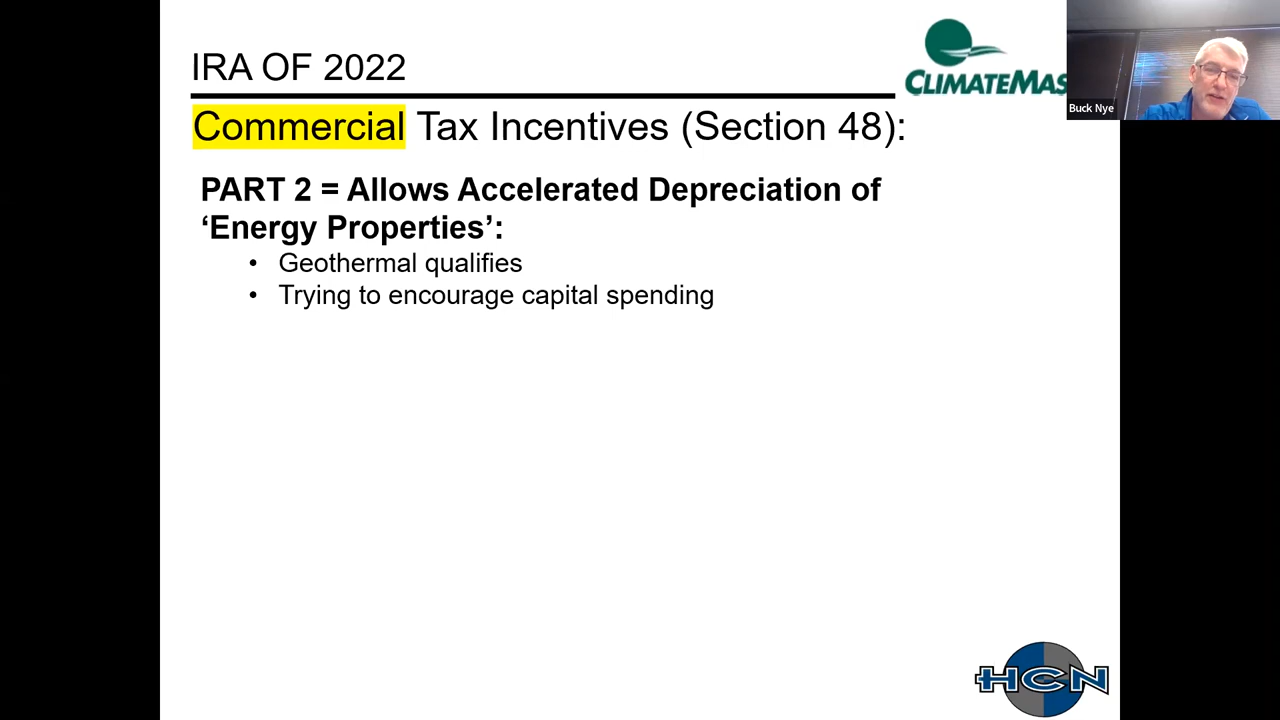 IRA OF 2022
CLIMATEMAS
Buck Nye
Commercial Tax Incentives (Section 48):
PART 2 = Allows Accelerated Depreciation of
‘Energy Properties’:
• Geothermal qualifies
• Trying to encourage capital spending
HCN